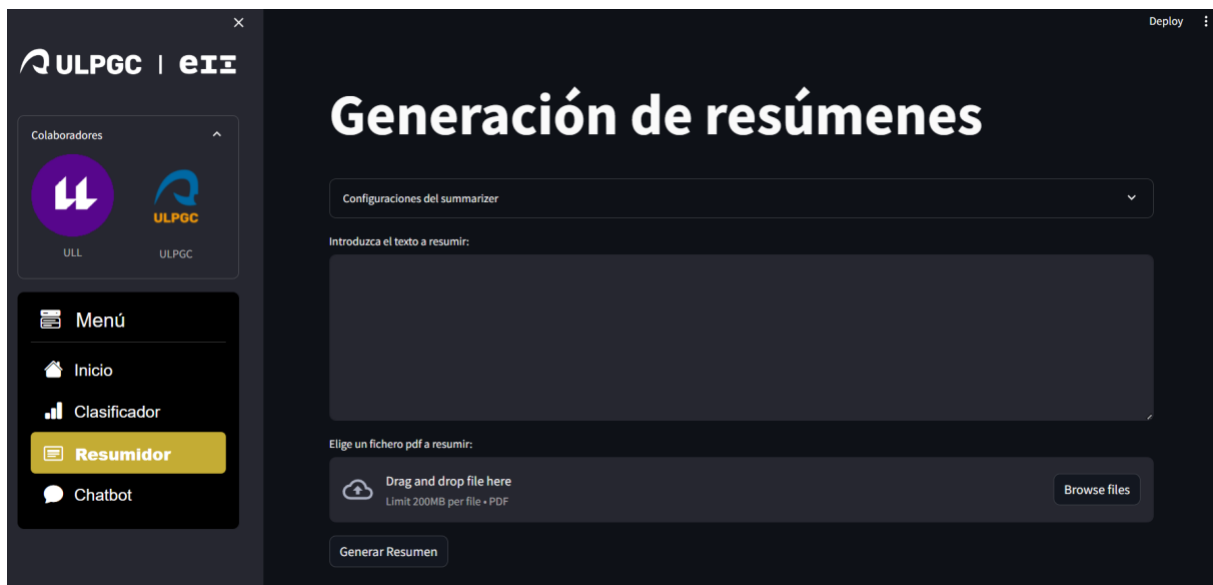 Deploy
ULPGC | eii
Colaboradores
ULPGC
ULL
ULPGC
Menú
Inicio
Clasificador
Resumidor
Chatbot
Generación de resúmenes
Configuraciones del summarizer
Introduzca el texto a resumir:
Elige un fichero pdf a resumir:
Drag and drop file here
Limit 200MB per file • PDF
Browse files
Generar Resumen